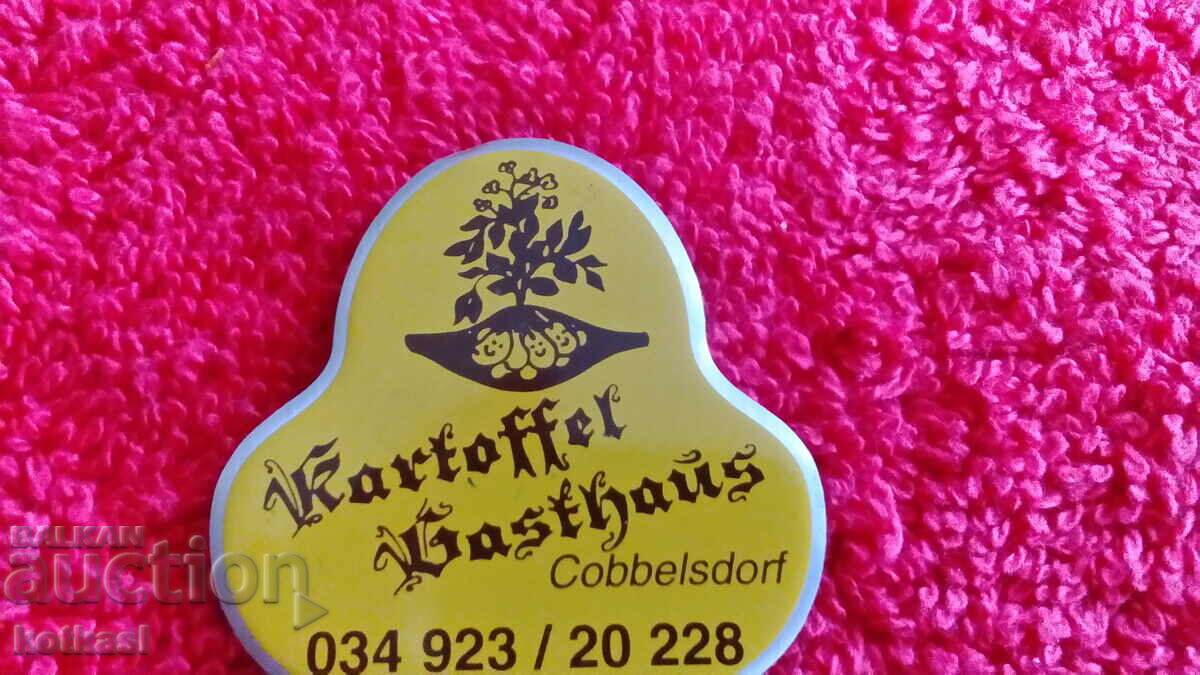 Kartoffel
Gasthaus
Cobbelsdorf
034 923 / 20 228
BALKAN
auction
kotkasl